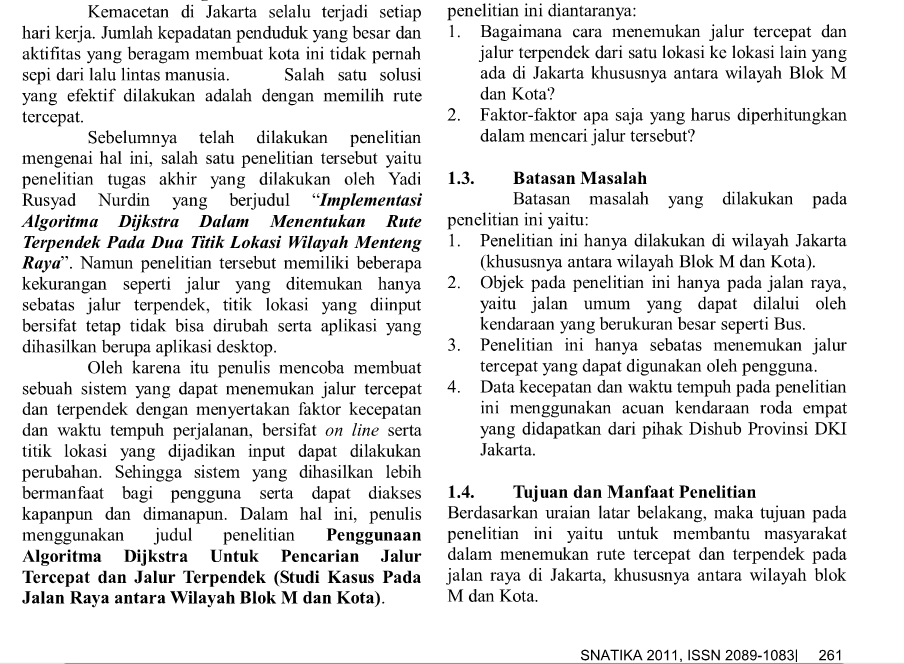 Kemacetan di Jakarta selalu terjadi setiap
hari kerja. Jumlah kepadatan penduduk yang besar dan
aktifitas yang beragam membuat kota ini tidak pernah
sepi dari lalu lintas manusia. Salah satu solusi
yang efektif dilakukan adalah dengan memilih rute
tercepat.
Sebelumnya telah dilakukan penelitian
mengenai hal ini, salah satu penelitian tersebut yaitu
penelitian tugas akhir yang dilakukan oleh Yadi
Rusyad Nurdin yang berjudul “Implementasi
Algoritma Dijkstra Dalam Menentukan Rute
Terpendek Pada Dua Titik Lokasi Wilayah Menteng
Raya”. Namun penelitian tersebut memiliki beberapa
kekurangan seperti jalur yang ditemukan hanya
sebatas jalur terpendek, titik lokasi yang diinput
bersifat tetap tidak bisa dirubah serta aplikasi yang
dihasilkan berupa aplikasi desktop.
Oleh karena itu penulis mencoba membuat
sebuah sistem yang dapat menemukan jalur tercepat
dan terpendek dengan menyertakan faktor kecepatan
dan waktu tempuh perjalanan, bersifat on line serta
titik lokasi yang dijadikan input dapat dilakukan
perubahan. Sehingga sistem yang dihasilkan lebih
bermanfaat bagi pengguna serta dapat diakses
kapanpun dan dimanapun. Dalam hal ini, penulis
menggunakan judul penelitian Penggunaan
Algoritma Dijkstra Untuk Pencarian Jalur
Tercepat dan Jalur Terpendek (Studi Kasus Pada
Jalan Raya antara Wilayah Blok M dan Kota).
penelitian ini diantaranya:
1. Bagaimana cara menemukan jalur tercepat dan
jalur terpendek dari satu lokasi ke lokasi lain yang
ada di Jakarta khususnya antara wilayah Blok M
dan Kota?
2. Faktor-faktor apa saja yang harus diperhitungkan
dalam mencari jalur tersebut?
1.3. Batasan Masalah
Batasan masalah yang dilakukan pada
penelitian ini yaitu:
1. Penelitian ini hanya dilakukan di wilayah Jakarta
(khususnya antara wilayah Blok M dan Kota).
2. Objek pada penelitian ini hanya pada jalan raya,
yaitu jalan umum yang dapat dilalui oleh
kendaraan yang berukuran besar seperti Bus.
3. Penelitian ini hanya sebatas menemukan jalur
tercepat yang dapat digunakan oleh pengguna.
4. Data kecepatan dan waktu tempuh pada penelitian
ini menggunakan acuan kendaraan roda empat
yang didapatkan dari pihak Dishub Provinsi DKI
Jakarta.
1.4. Tujuan dan Manfaat Penelitian
Berdasarkan uraian latar belakang, maka tujuan pada
penelitian ini yaitu untuk membantu masyarakat
dalam menemukan rute tercepat dan terpendek pada
jalan raya di Jakarta, khususnya antara wilayah blok
M dan Kota.
SNATIKA 2011, ISSN 2089-1083| 261